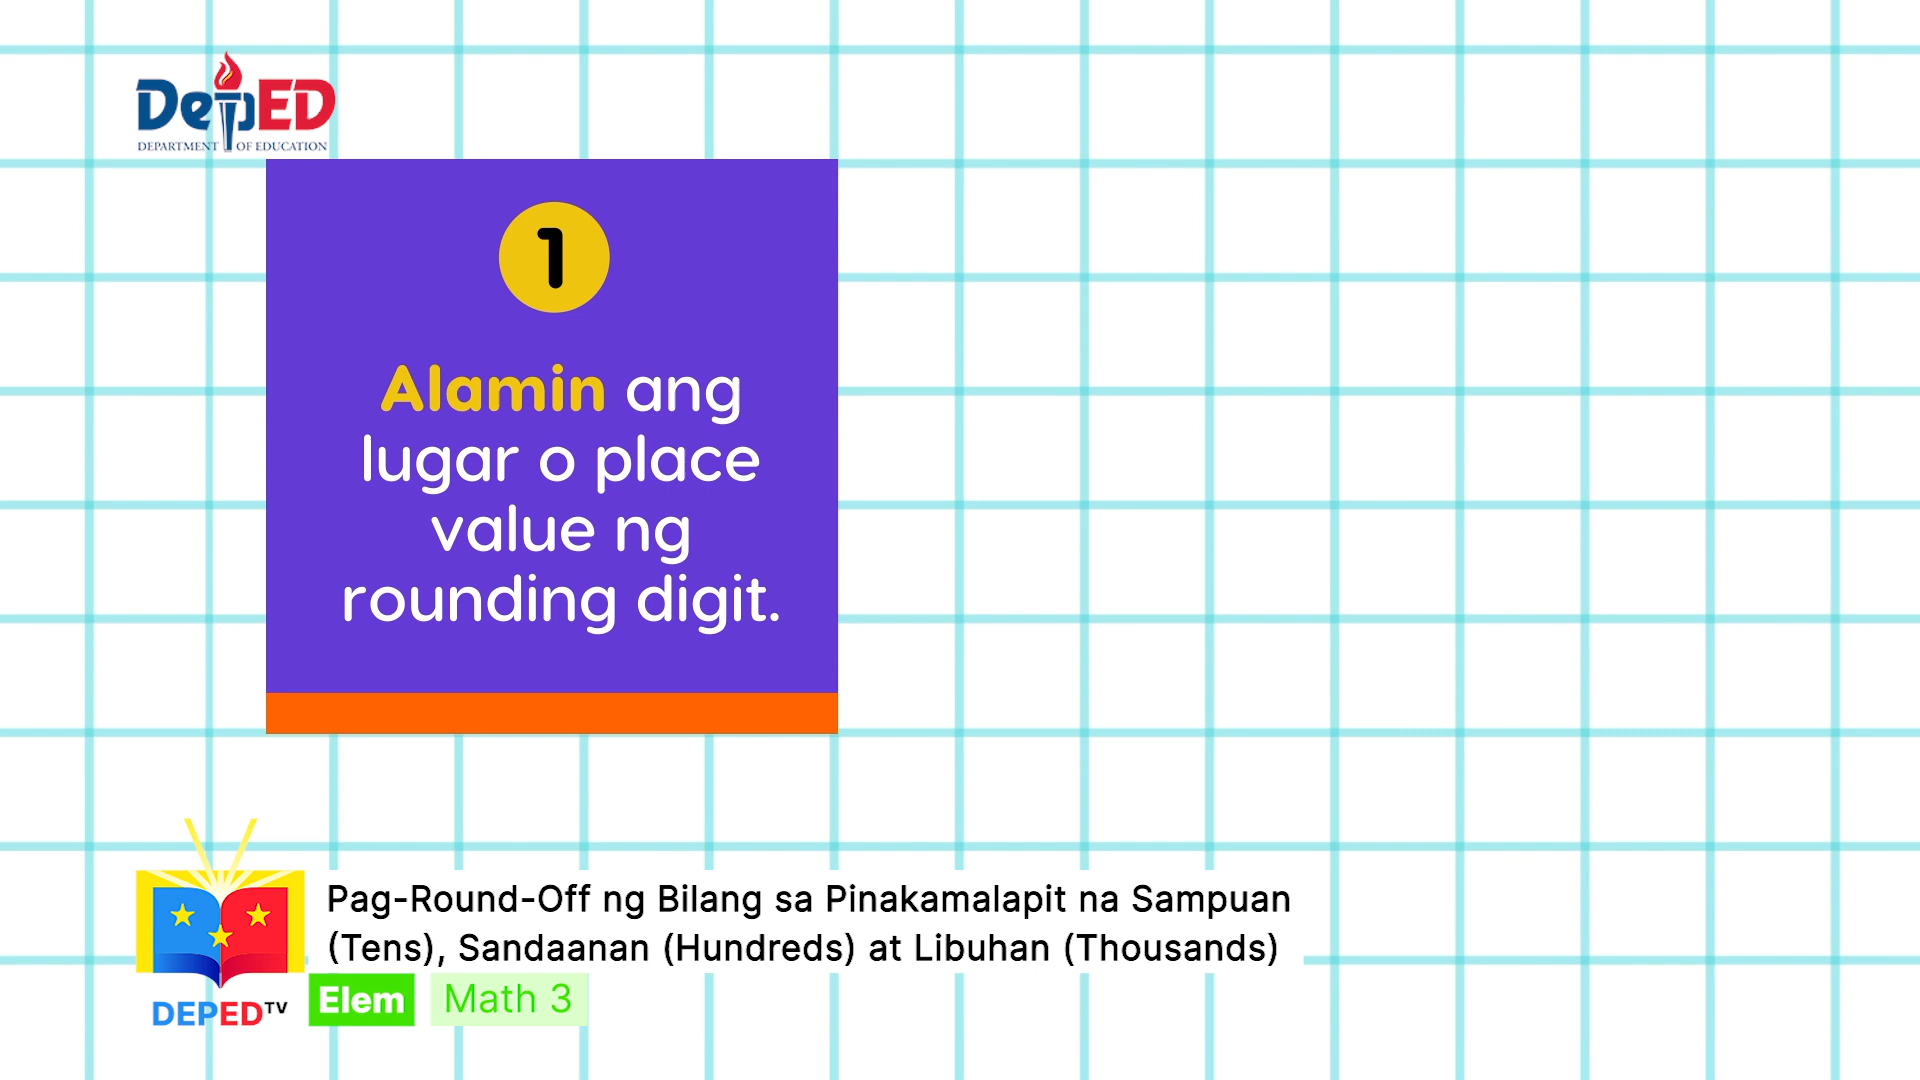 DepED
DEPARTMENT OF EDUCATION
1
Alamin ang
lugar o place
value ng
rounding digit.
Pag-Round-Off ng Bilang sa Pinakamalapit na Sampuan
(Tens), Sandaanan (Hundreds) at Libuhan (Thousands)
DEPED TV
Elem
Math 3